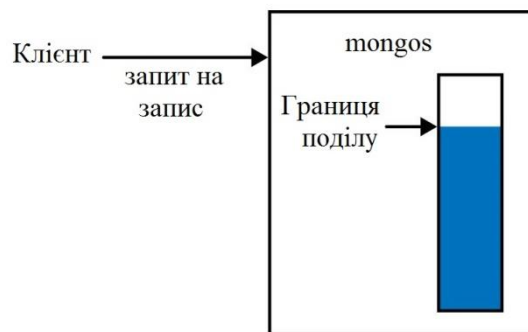 Клієнт
запит на
запис
mongos
Границя
поділу